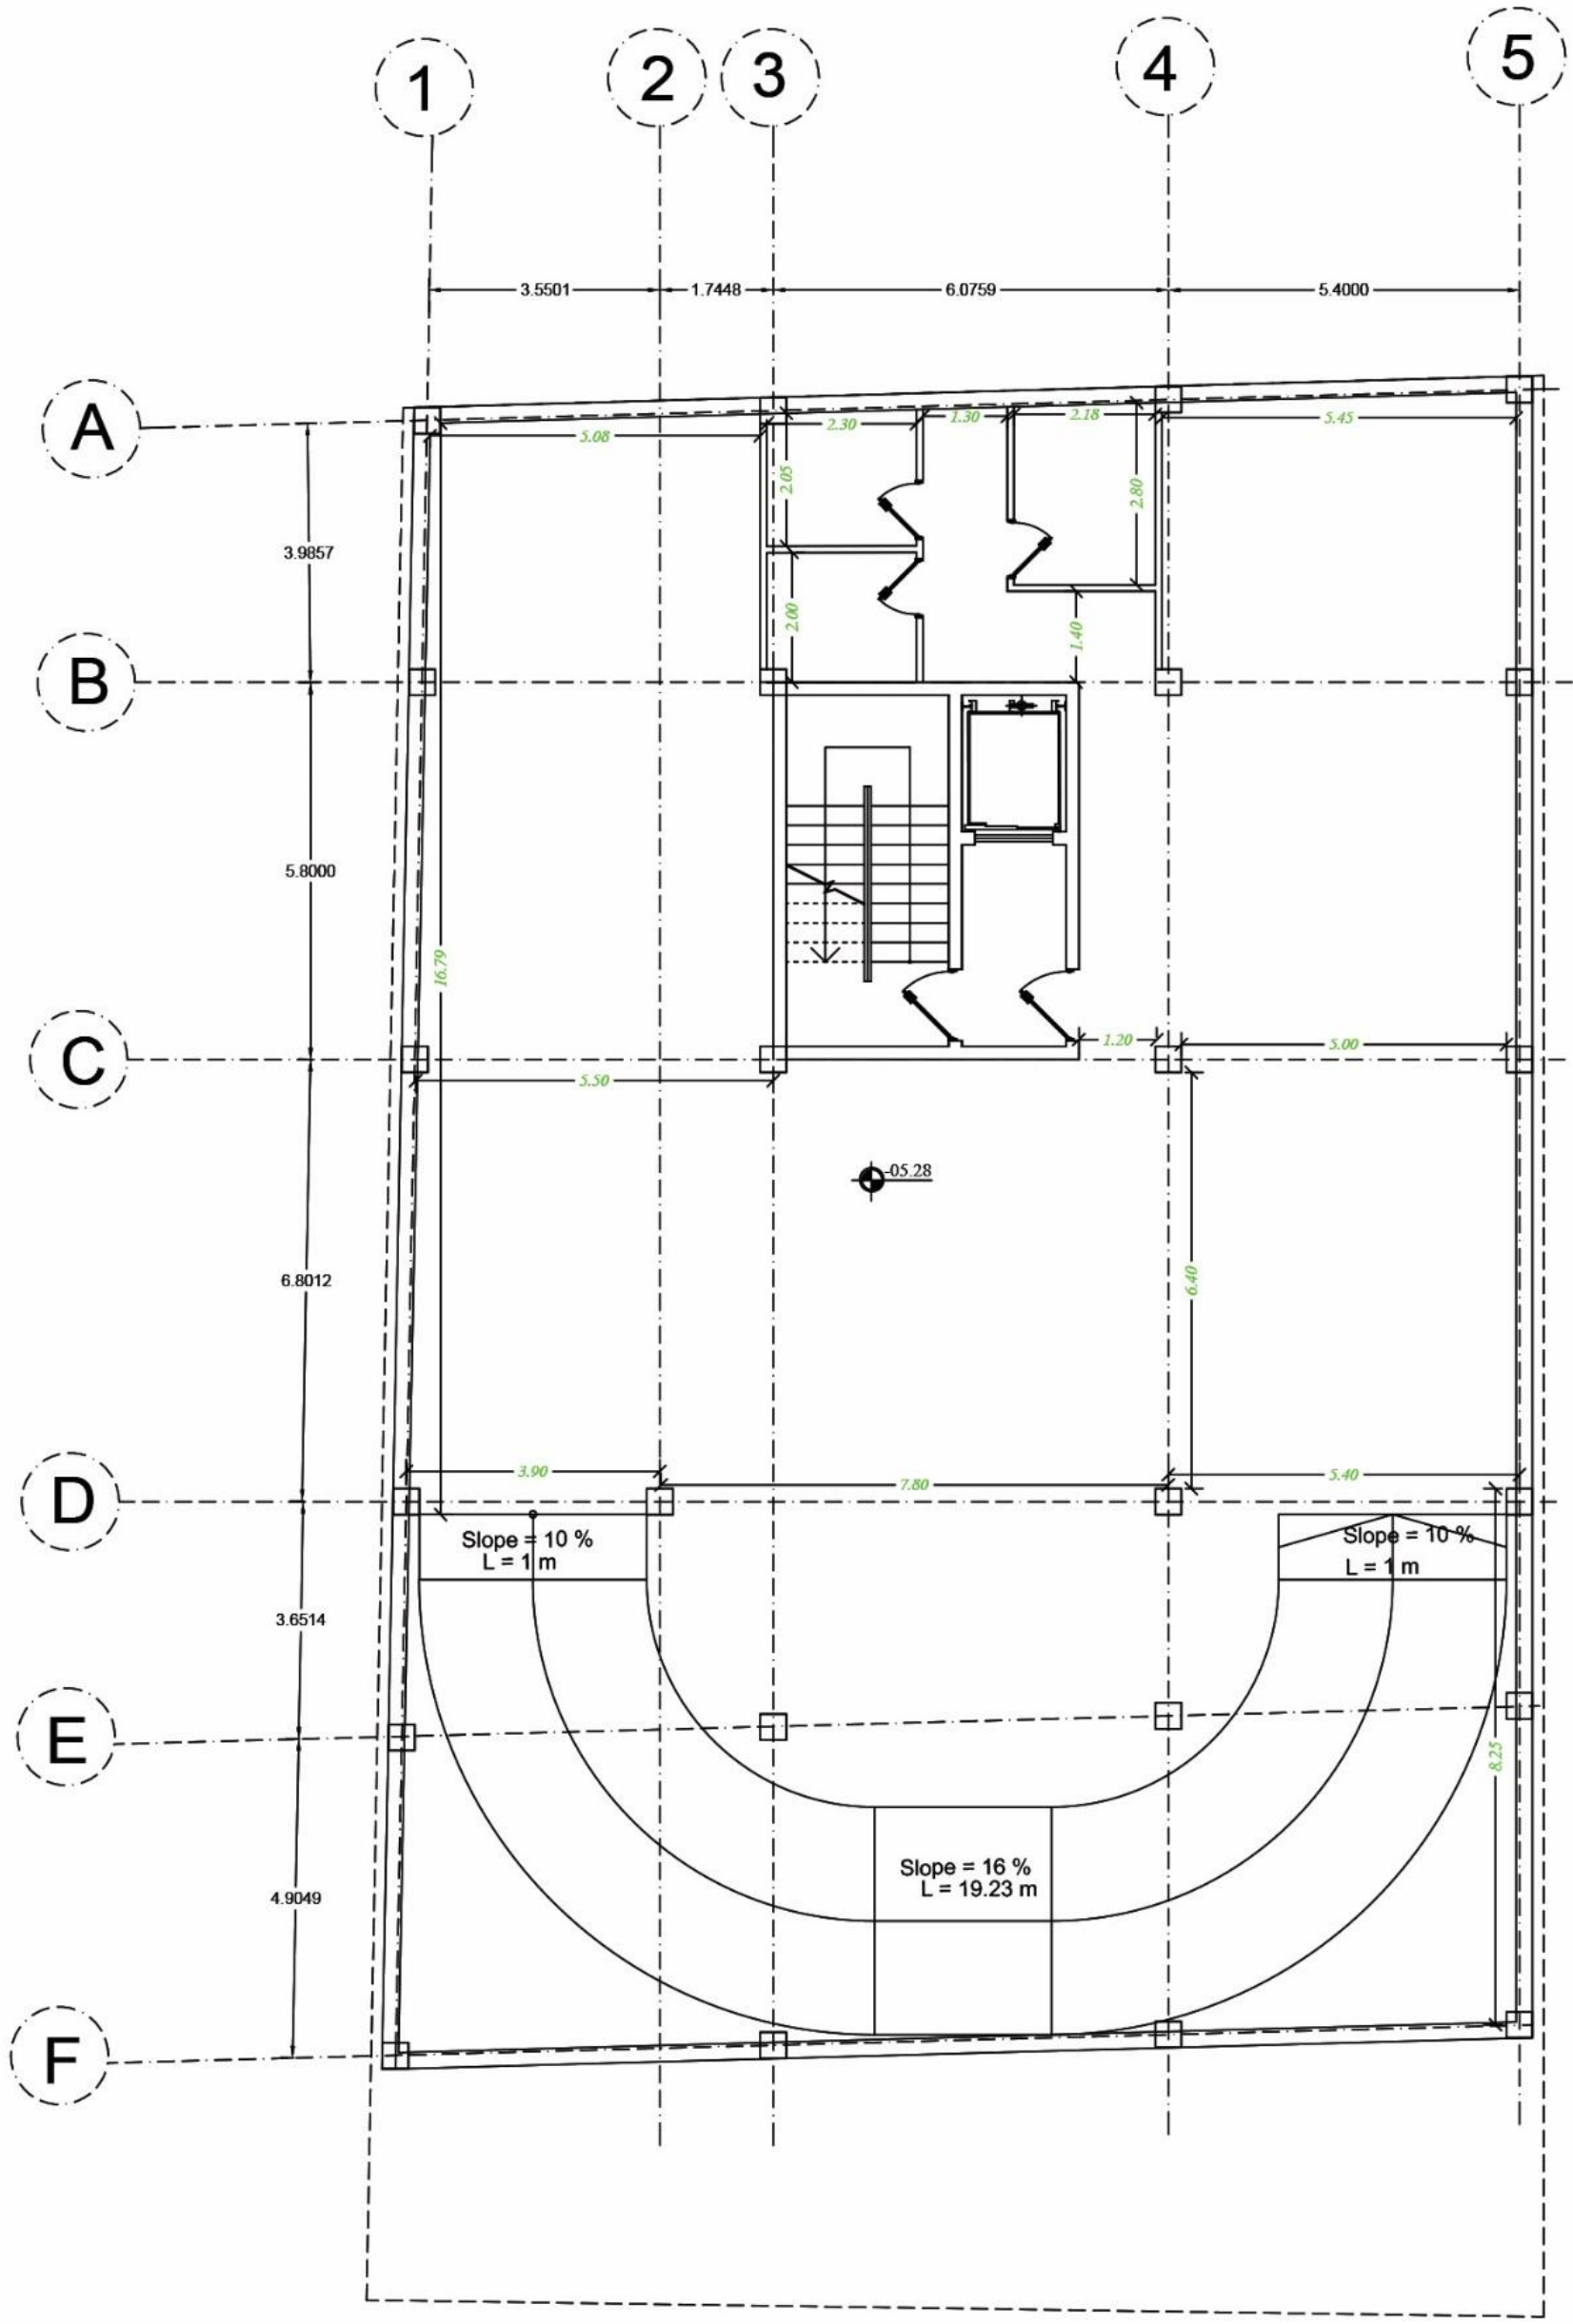 1
2
3
4
5
3.5501
1.7448
6.0759
5.4000
A
5.08
2.30
1.30
2.18
5.45
2.05
2.80
3.9857
2.00
1.40
B
5.8000
16.79
C
1.20
5.00
5.50
-05.28
6.8012
6.40
3.90
7.80
5.40
D
Slope = 10 %
L = 1 m
Slope = 10 %
L = 1 m
3.6514
E
8.25
Slope = 16 %
L = 19.23 m
4.9049
F